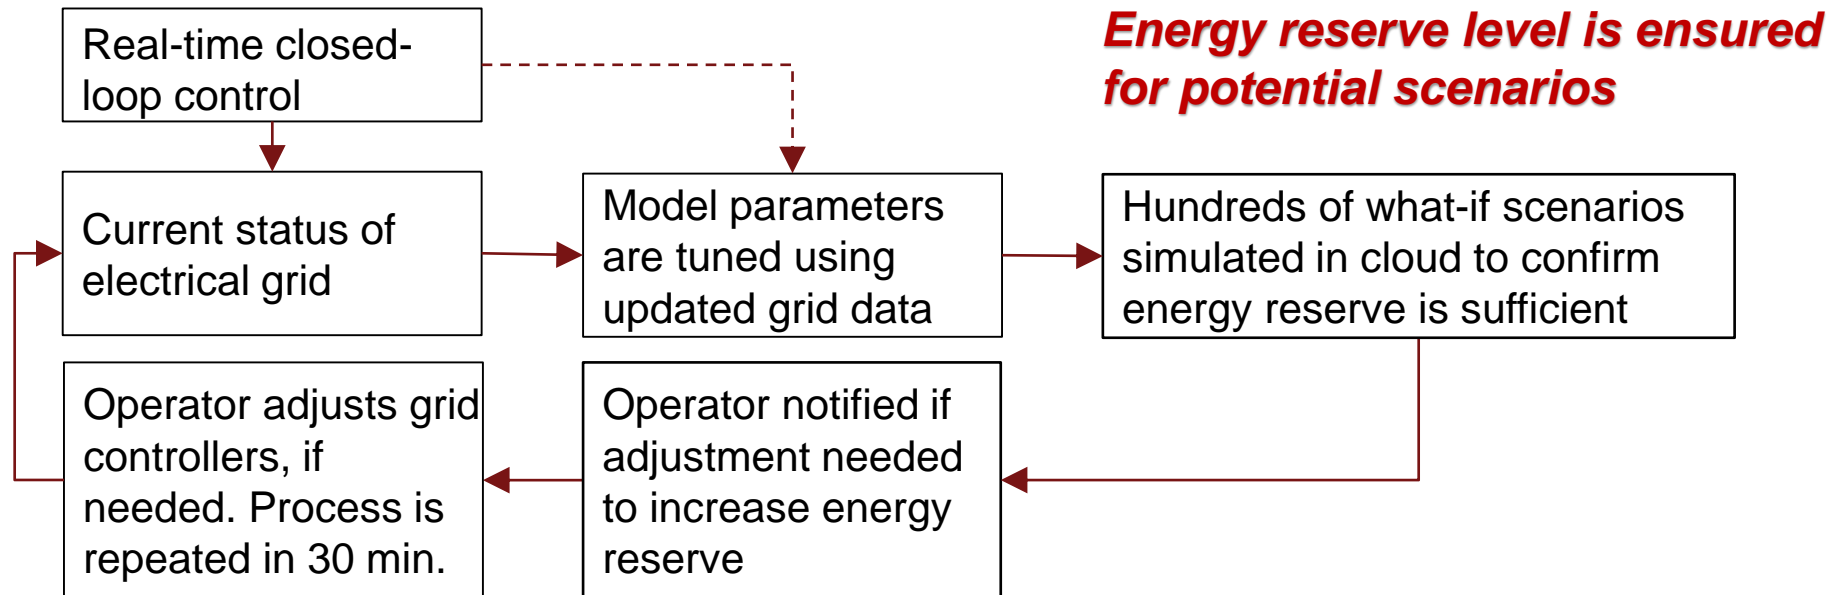 Real-time closed-
loop control
Energy reserve level is ensured
for potential scenarios
Current status of
electrical grid
Model parameters
are tuned using
updated grid data
Hundreds of what-if scenarios
simulated in cloud to confirm
energy reserve is sufficient
Operator adjusts grid
controllers, if
needed. Process is
repeated in 30 min.
Operator notified if
adjustment needed
to increase energy
reserve